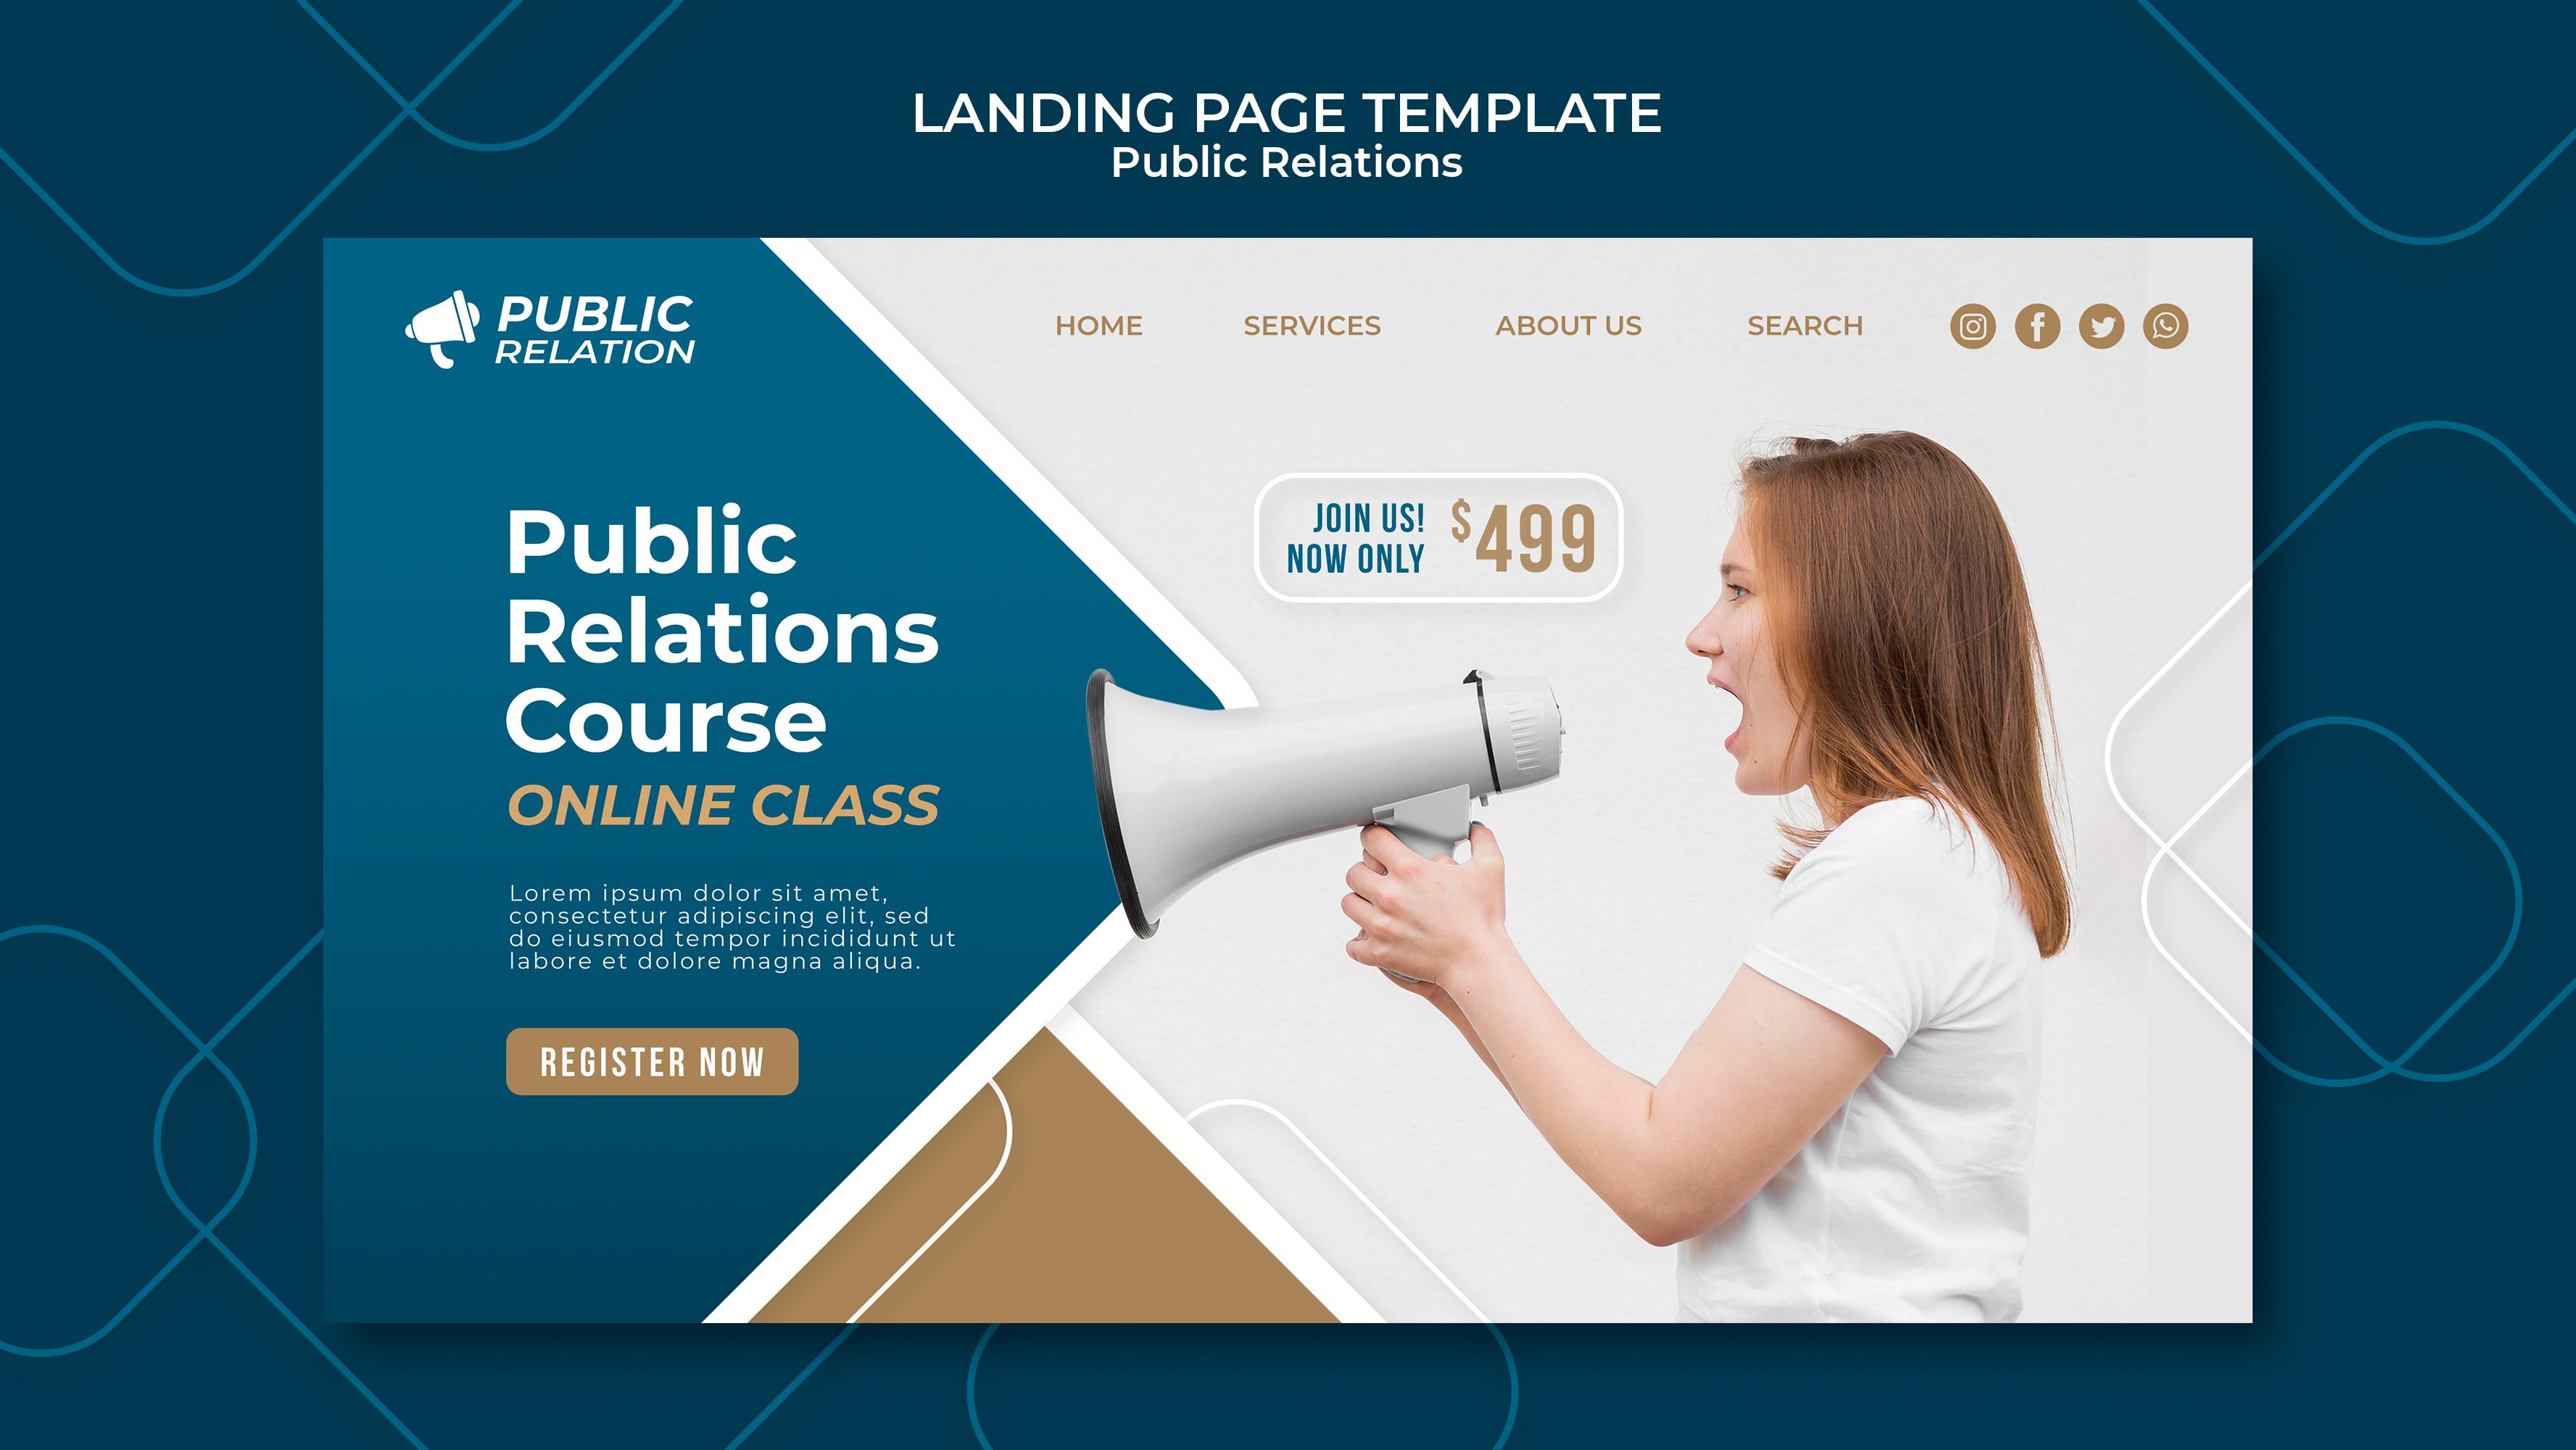 LANDING PAGE TEMPLATE
Public Relations
PUBLIC
RELATION
HOME
SERVICES
ABOUT US
SEARCH
Public
Relations
Course
ONLINE CLASS
Lorem ipsum dolor sit amet,
consectetur adipiscing elit, sed
do eiusmod tempor incididunt ut
labore et dolore magna aliqua.
REGISTER NOW
JOIN US!
NOW ONLY
$499